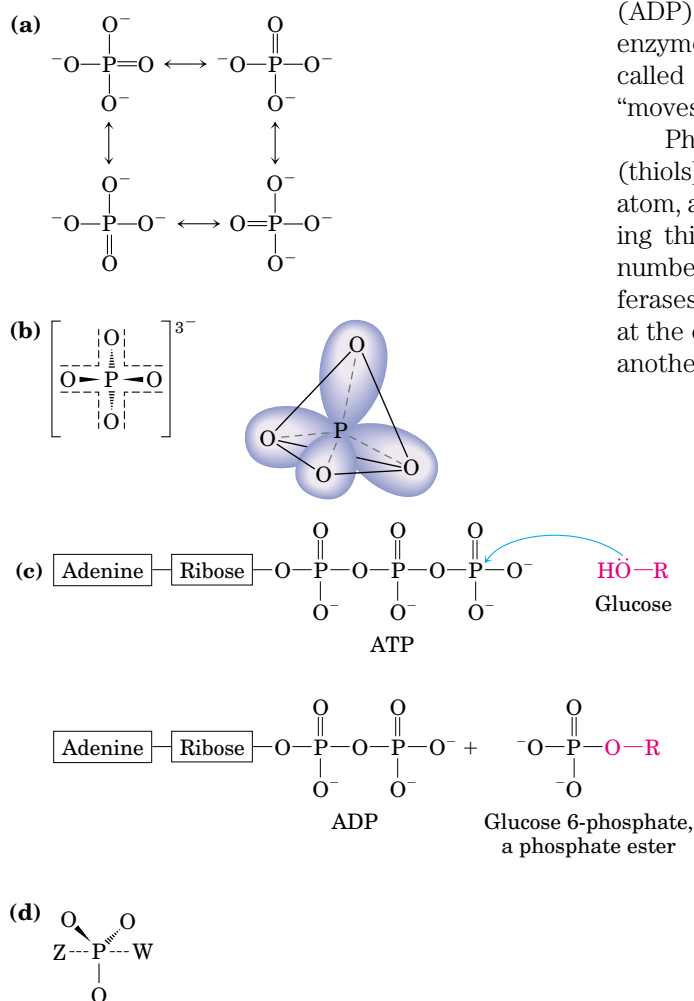 (a)
O⁻
⁻O—P=O ⟷
O⁻
O
⁻O—P—O⁻
O⁻
O⁻
⁻O—P—O⁻ ⟷
O
O⁻
O=P—O⁻
O⁻
(b)
O
O P O
O
3−
O
O P O
O
(c)
Adenine—Ribose—O—P—O—P—O—P—O⁻
O O O
O⁻ O⁻ O⁻
ATP
HÖ—R
Glucose
O O
Adenine—Ribose—O—P—O—P—O⁻ +
O⁻ O⁻
ADP
O
⁻O—P—O—R
⁻O
Glucose 6-phosphate,
a phosphate ester
(d)
O O
Z---P---W
O
(ADP)
enzyme
called
“moves
Ph
(thiols)
atom, a
ing thi
numbe
ferases
at the
anothe